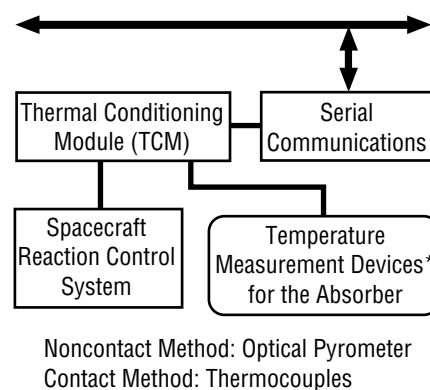 Thermal Conditioning
Module (TCM)
Serial
Communications
Spacecraft
Reaction Control
System
Temperature
Measurement Devices*
for the Absorber
Noncontact Method: Optical Pyrometer
Contact Method: Thermocouples